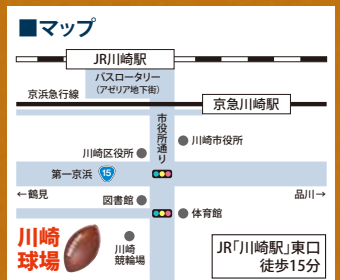 ■マップ
JR川崎駅
バスロータリー
(アゼリア地下街)
京浜急行線
京急川崎駅
市役所通り
川崎市役所
川崎区役所
第一京浜
15
←鶴見
品川→
図書館
体育館
川崎
球場
川崎
競輪場
JR「川崎駅」東口
徒歩15分